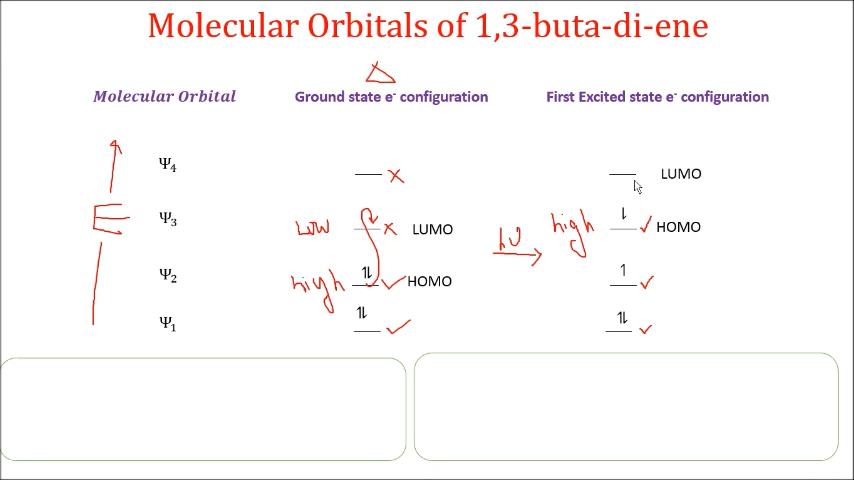 Molecular Orbitals of 1,3-buta-di-ene
Δ
Molecular Orbital Ground state e⁻ configuration First Excited state e⁻ configuration
Ψ₄ × LUMO
E Ψ₃ low × LUMO hν high ⇂ ✓ HOMO
Ψ₂ high ⥮ ✓ HOMO 1 ✓
Ψ₁ ⥮ ✓ ⥮ ✓